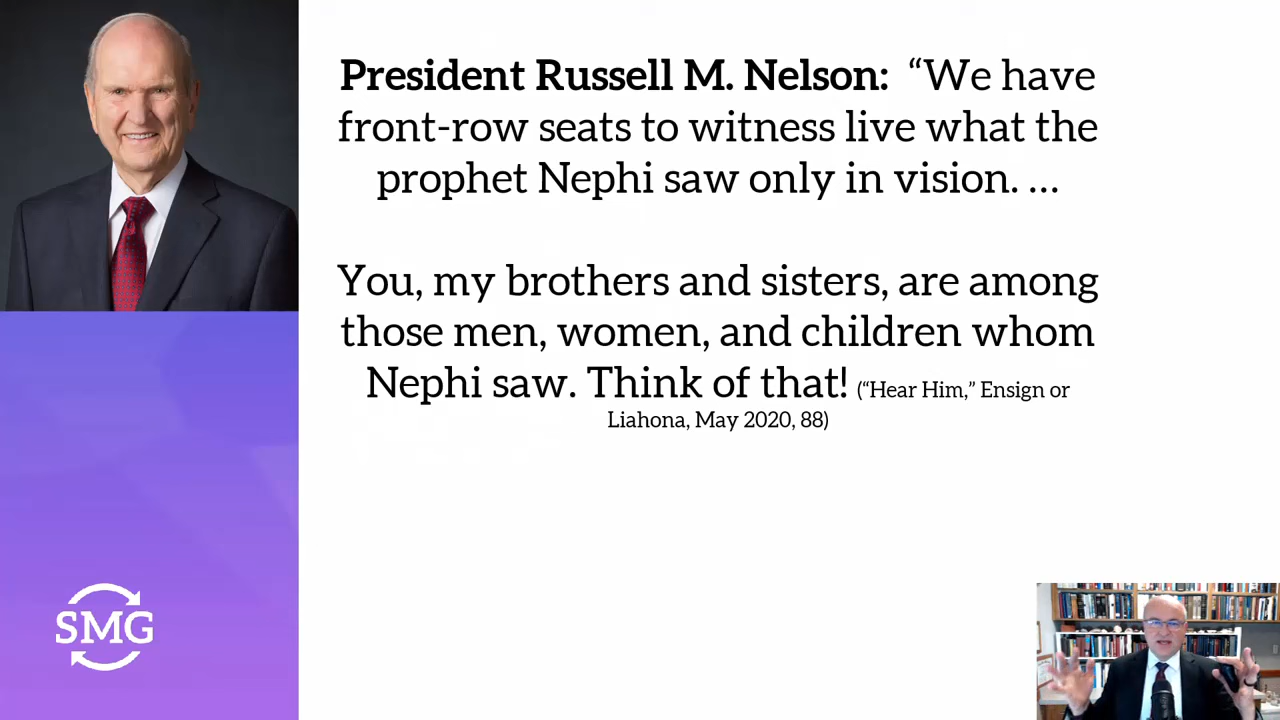 President Russell M. Nelson: “We have
front-row seats to witness live what the
prophet Nephi saw only in vision. …
You, my brothers and sisters, are among
those men, women, and children whom
Nephi saw. Think of that! (“Hear Him,” Ensign or
Liahona, May 2020, 88)
SMG